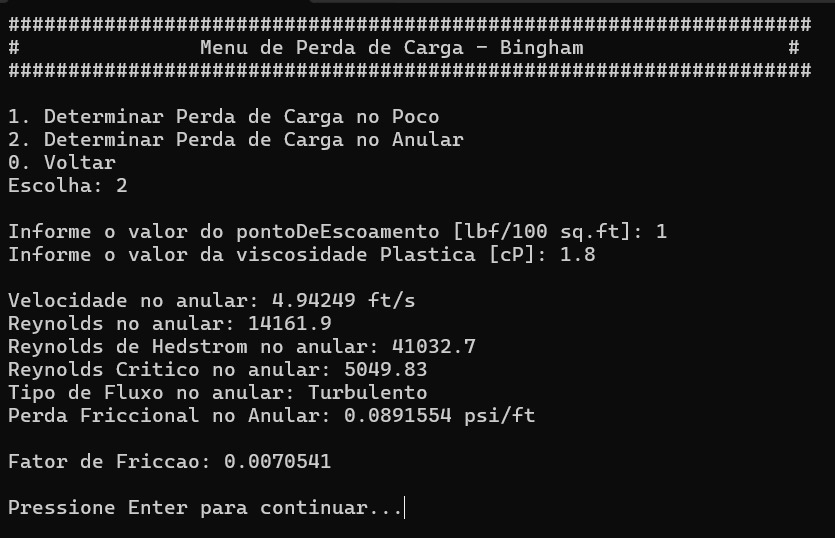 ###################################################################
#               Menu de Perda de Carga - Bingham                 #
###################################################################
1. Determinar Perda de Carga no Poco
2. Determinar Perda de Carga no Anular
0. Voltar
Escolha: 2
Informe o valor do pontoDeEscoamento [lbf/100 sq.ft]: 1
Informe o valor da viscosidade Plastica [cP]: 1.8
Velocidade no anular: 4.94249 ft/s
Reynolds no anular: 14161.9
Reynolds de Hedstrom no anular: 41032.7
Reynolds Critico no anular: 5049.83
Tipo de Fluxo no anular: Turbulento
Perda Friccional no Anular: 0.0891554 psi/ft
Fator de Friccao: 0.0070541
Pressione Enter para continuar...